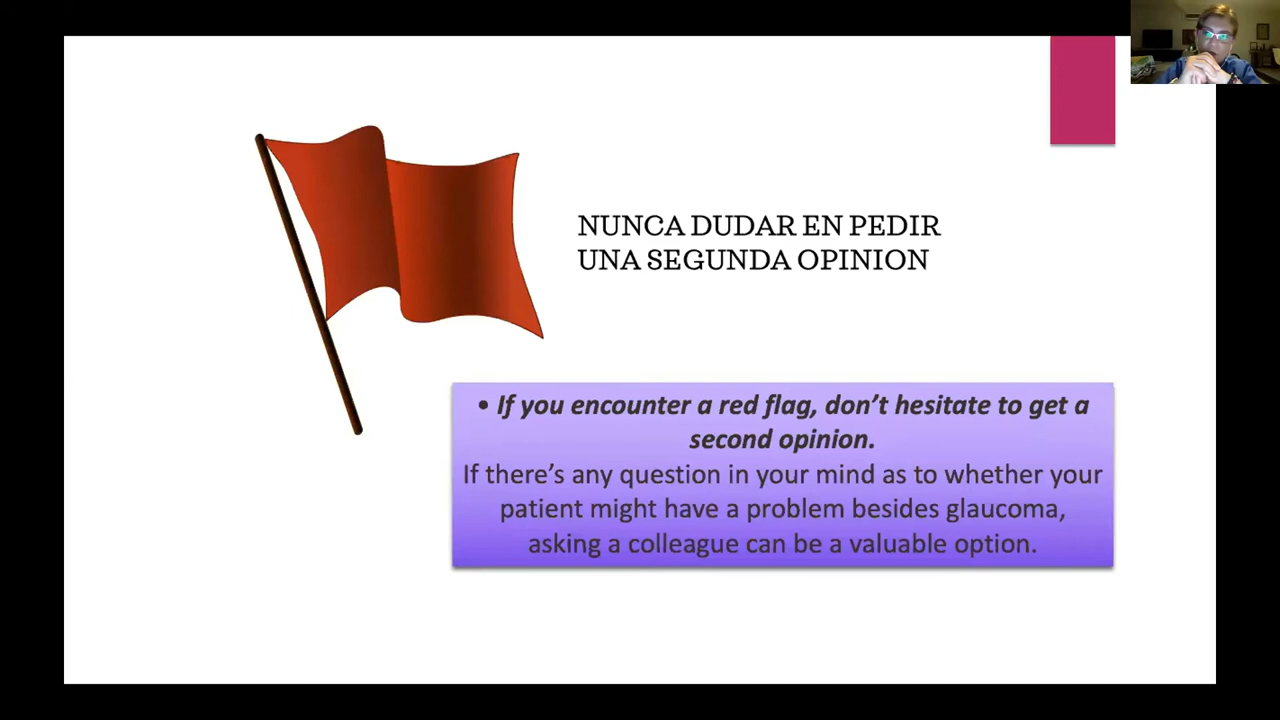 NUNCA DUDAR EN PEDIR
UNA SEGUNDA OPINION
• If you encounter a red flag, don’t hesitate to get a
second opinion.
If there’s any question in your mind as to whether your
patient might have a problem besides glaucoma,
asking a colleague can be a valuable option.